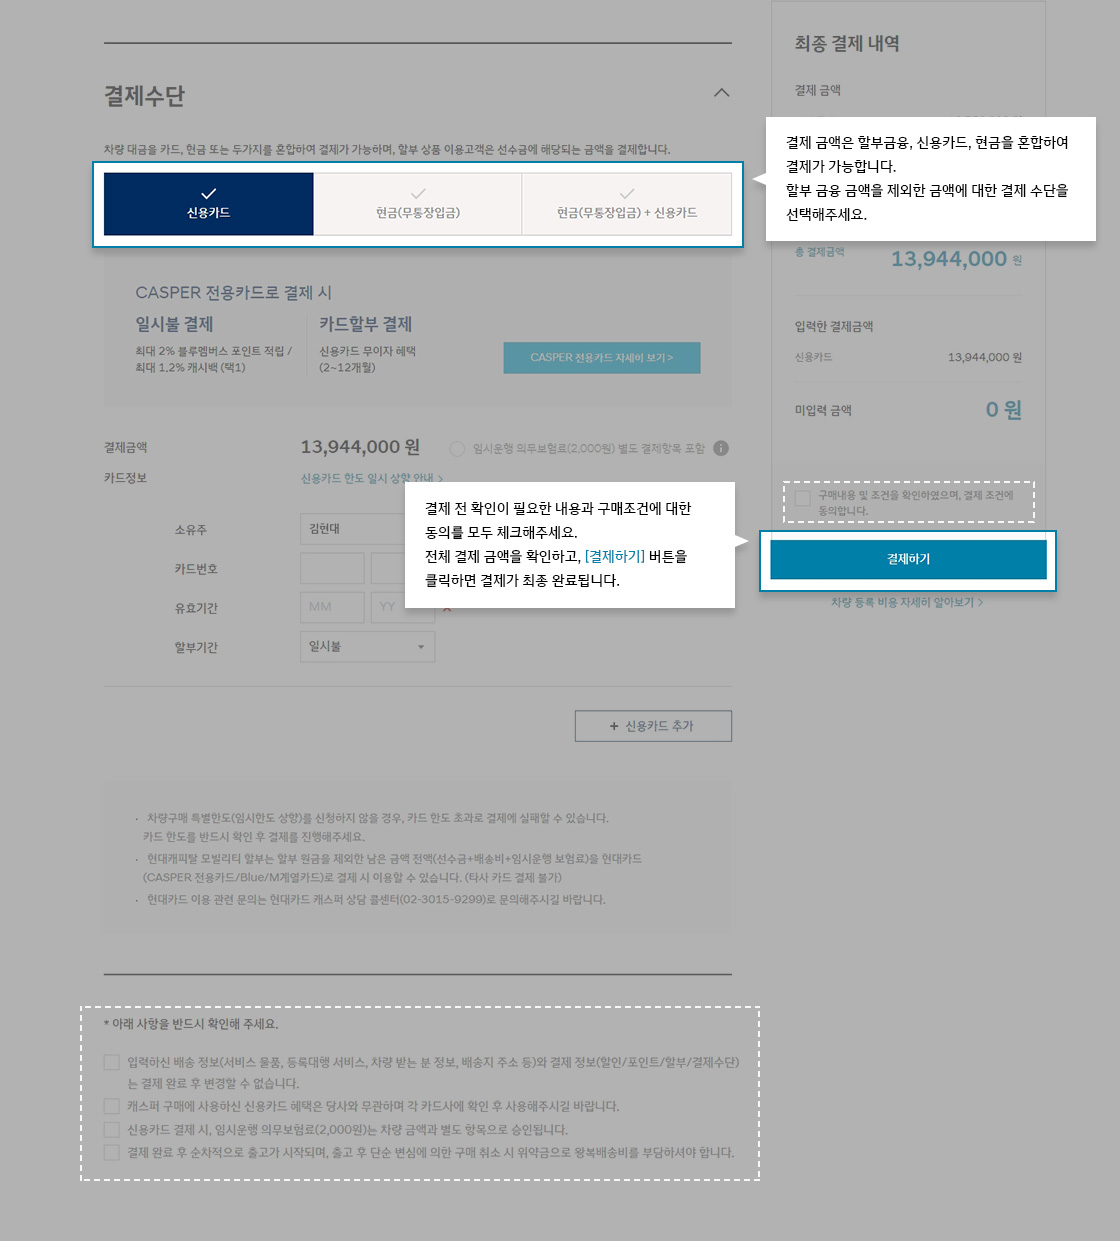 결제수단
차량 대금을 카드, 현금 또는 두가지를 혼합하여 결제가 가능하며, 할부 상품 이용고객은 선수금에 해당되는 금액을 결제합니다.
신용카드
현금(무통장입금)
현금(무통장입금) + 신용카드
CASPER 전용카드로 결제 시
일시불 결제
최대 2% 블루멤버스 포인트 적립 /
최대 1.2% 캐시백 (택1)
카드할부 결제
신용카드 무이자 혜택
(2~12개월)
CASPER 전용카드 자세히 보기 >
결제금액
13,944,000 원
임시운행 의무보험료(2,000원) 별도 결제항목 포함
카드정보
신용카드 한도 일시 상향 안내 >
소유주
김현대
카드번호
유효기간
MM
YY
할부기간
일시불
결제 전 확인이 필요한 내용과 구매조건에 대한
동의를 모두 체크해주세요.
전체 결제 금액을 확인하고, [결제하기] 버튼을
클릭하면 결제가 최종 완료됩니다.
+ 신용카드 추가
· 차량구매 특별한도(임시한도 상향)를 신청하지 않을 경우, 카드 한도 초과로 결제에 실패할 수 있습니다.
카드 한도를 반드시 확인 후 결제를 진행해주세요.
· 현대캐피탈 모빌리티 할부는 할부 원금을 제외한 남은 금액 전액(선수금+배송비+임시운행 보험료)을 현대카드
(CASPER 전용카드/Blue/M계열카드)로 결제 시 이용할 수 있습니다. (타사 카드 결제 불가)
· 현대카드 이용 관련 문의는 현대카드 캐스퍼 상담 콜센터(02-3015-9299)로 문의해주시길 바랍니다.
* 아래 사항을 반드시 확인해 주세요.
입력하신 배송 정보(서비스 물품, 등록대행 서비스, 차량 받는 분 정보, 배송지 주소 등)와 결제 정보(할인/포인트/할부/결제수단)
는 결제 완료 후 변경할 수 없습니다.
캐스퍼 구매에 사용하신 신용카드 혜택은 당사와 무관하며 각 카드사에 확인 후 사용해주시길 바랍니다.
신용카드 결제 시, 임시운행 의무보험료(2,000원)는 차량 금액과 별도 항목으로 승인됩니다.
결제 완료 후 순차적으로 출고가 시작되며, 출고 후 단순 변심에 의한 구매 취소 시 위약금으로 왕복배송비를 부담하셔야 합니다.
최종 결제 내역
결제 금액
결제 금액은 할부금융, 신용카드, 현금을 혼합하여
결제가 가능합니다.
할부 금융 금액을 제외한 금액에 대한 결제 수단을
선택해주세요.
총 결제금액
13,944,000 원
입력한 결제금액
신용카드
13,944,000 원
미입력 금액
0 원
구매내용 및 조건을 확인하였으며, 결제 조건에
동의합니다.
결제하기
차량 등록 비용 자세히 알아보기 >